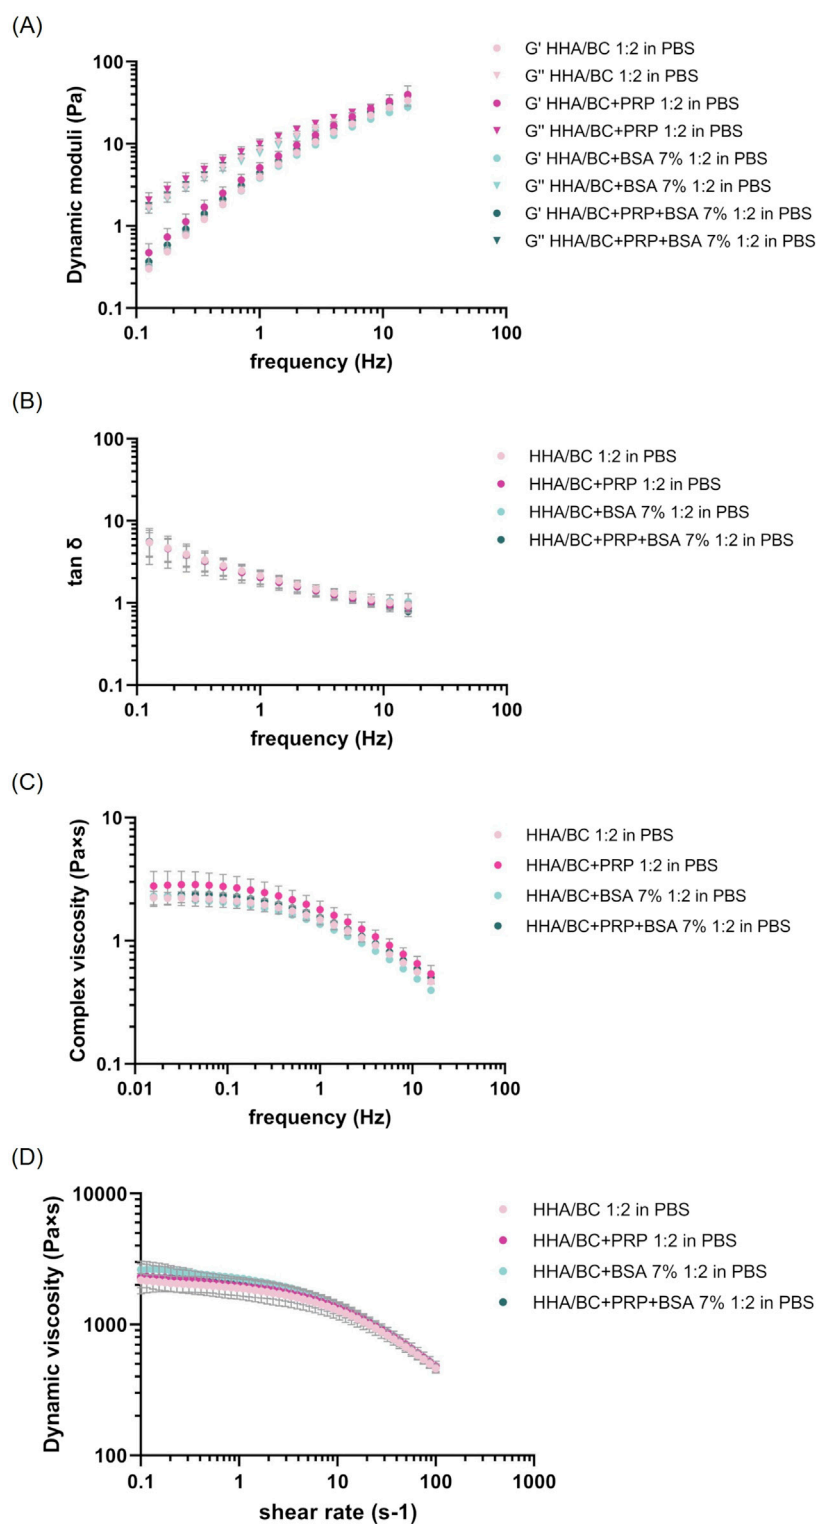 (A)
G' HHA/BC 1:2 in PBS
G'' HHA/BC 1:2 in PBS
G' HHA/BC+PRP 1:2 in PBS
G'' HHA/BC+PRP 1:2 in PBS
G' HHA/BC+BSA 7% 1:2 in PBS
G'' HHA/BC+BSA 7% 1:2 in PBS
G' HHA/BC+PRP+BSA 7% 1:2 in PBS
G'' HHA/BC+PRP+BSA 7% 1:2 in PBS
Dynamic moduli (Pa)
100
10
1
0.1
0.1 1 10 100
frequency (Hz)
(B)
HHA/BC 1:2 in PBS
HHA/BC+PRP 1:2 in PBS
HHA/BC+BSA 7% 1:2 in PBS
HHA/BC+PRP+BSA 7% 1:2 in PBS
tan δ
100
10
1
0.1
0.1 1 10 100
frequency (Hz)
(C)
HHA/BC 1:2 in PBS
HHA/BC+PRP 1:2 in PBS
HHA/BC+BSA 7% 1:2 in PBS
HHA/BC+PRP+BSA 7% 1:2 in PBS
Complex viscosity (Pa×s)
10
1
0.1
0.01 0.1 1 10 100
frequency (Hz)
(D)
HHA/BC 1:2 in PBS
HHA/BC+PRP 1:2 in PBS
HHA/BC+BSA 7% 1:2 in PBS
HHA/BC+PRP+BSA 7% 1:2 in PBS
Dynamic viscosity (Pa×s)
10000
1000
100
0.1 1 10 100 1000
shear rate (s-1)